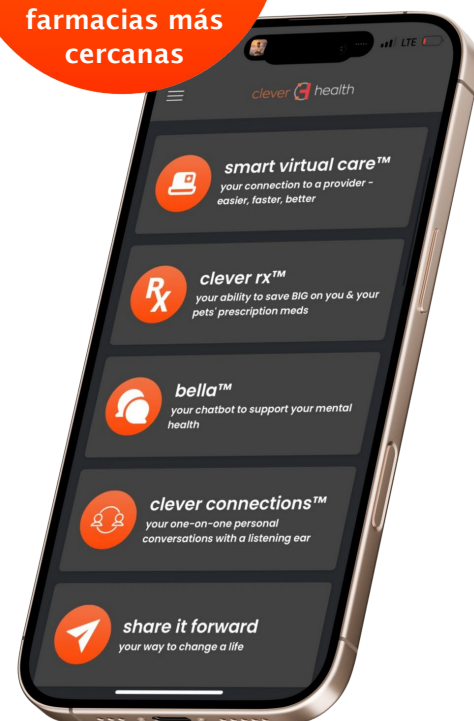 farmacias más
cercanas
LTE
clever health
smart virtual care™
your connection to a provider -
easier, faster, better
Rx
clever rx™
your ability to save BIG on you & your
pets' prescription meds
bella™
your chatbot to support your mental
health
clever connections™
your one-on-one personal
conversations with a listening ear
share it forward
your way to change a life